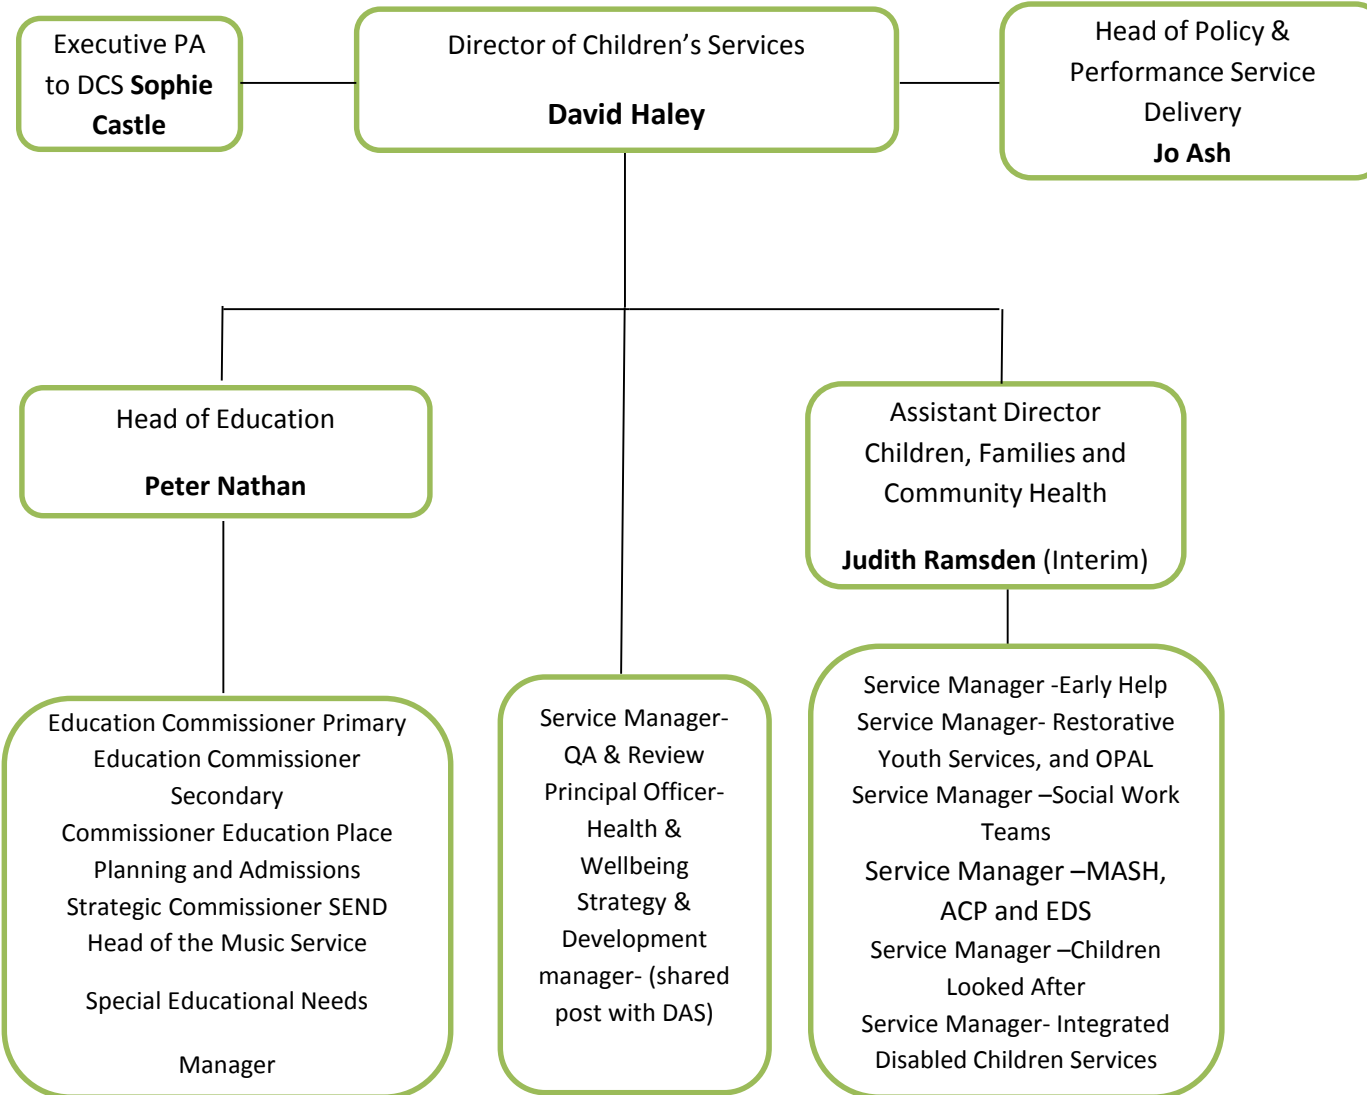 Executive PA
to DCS Sophie
Castle
Director of Children’s Services
David Haley
Head of Policy &
Performance Service
Delivery
Jo Ash
Head of Education
Peter Nathan
Assistant Director
Children, Families and
Community Health
Judith Ramsden (Interim)
Education Commissioner Primary
Education Commissioner
Secondary
Commissioner Education Place
Planning and Admissions
Strategic Commissioner SEND
Head of the Music Service
Special Educational Needs
Manager
Service Manager-
QA & Review
Principal Officer-
Health &
Wellbeing
Strategy &
Development
manager- (shared
post with DAS)
Service Manager -Early Help
Service Manager- Restorative
Youth Services, and OPAL
Service Manager –Social Work
Teams
Service Manager –MASH,
ACP and EDS
Service Manager –Children
Looked After
Service Manager- Integrated
Disabled Children Services